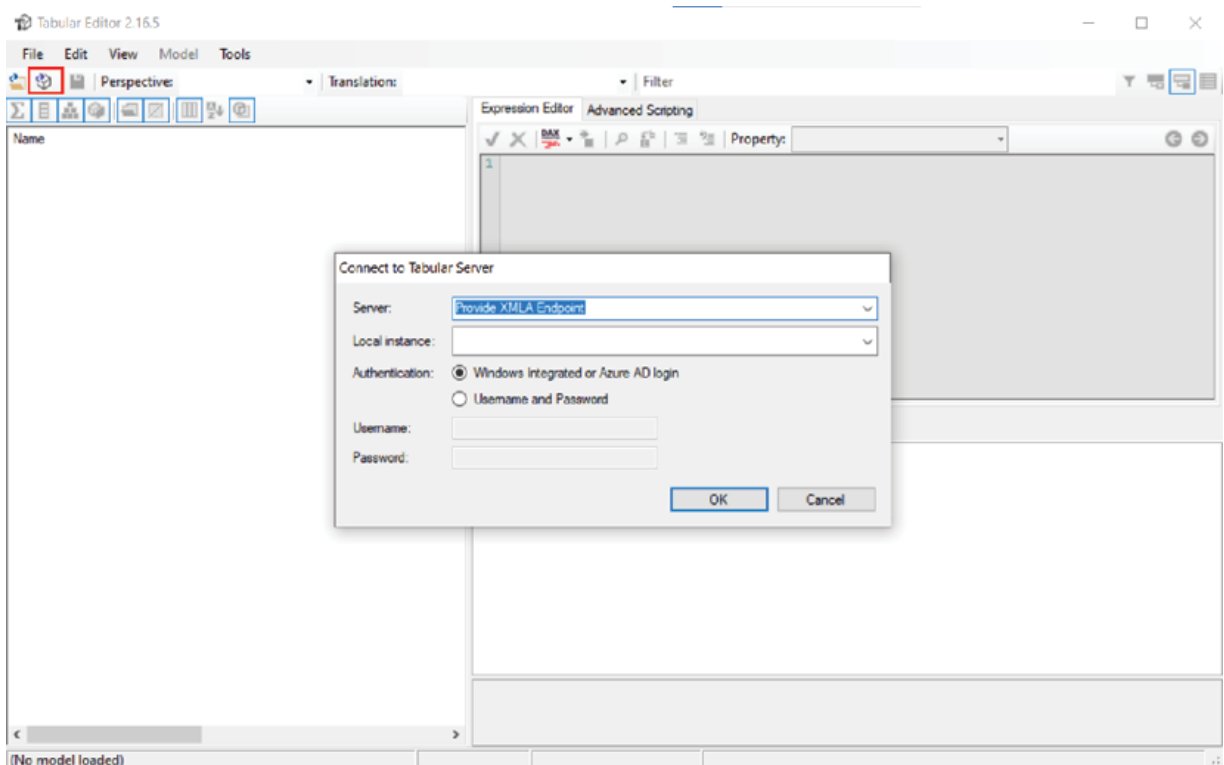 Tabular Editor 2.16.5
File Edit View Model Tools
Perspective: Translation: Filter
Expression Editor Advanced Scripting
Name
DAX Property:
1
Connect to Tabular Server
Server: Provide XMLA Endpoint
Local instance:
Authentication: Windows Integrated or Azure AD login
Username and Password
Username:
Password:
OK Cancel
(No model loaded)